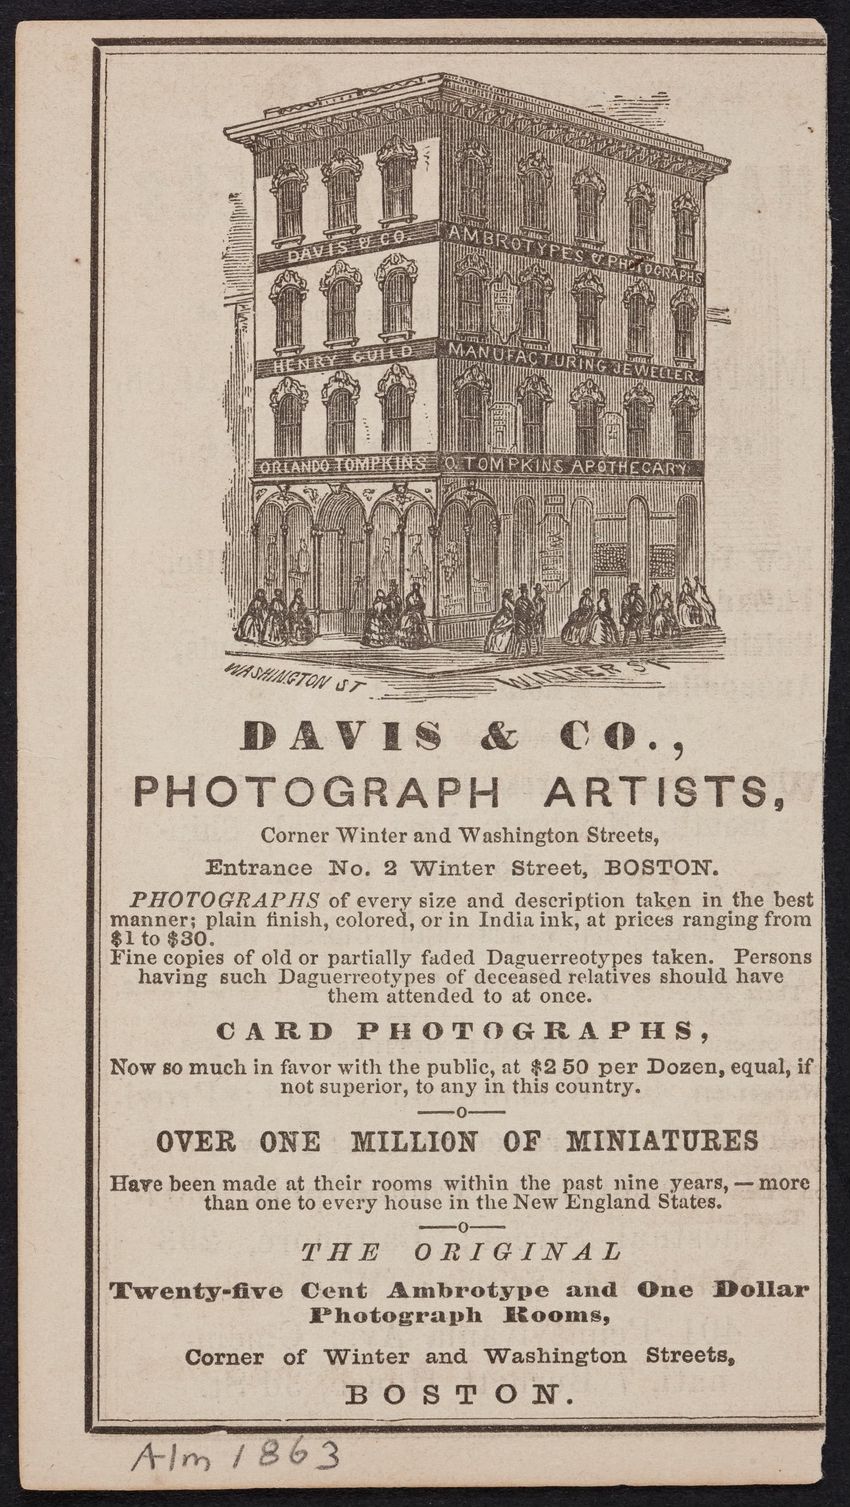 DAVIS & CO.
AMBROTYPES & PHOTOGRAPHS
HENRY GUILD
MANUFACTURING JEWELLER.
ORLANDO TOMPKINS
O. TOMPKINS APOTHECARY
WASHINGTON ST
WINTER ST
DAVIS & CO.,
PHOTOGRAPH ARTISTS,
Corner Winter and Washington Streets,
Entrance No. 2 Winter Street, BOSTON.
PHOTOGRAPHS of every size and description taken in the best
manner; plain finish, colored, or in India ink, at prices ranging from
$1 to $30.
Fine copies of old or partially faded Daguerreotypes taken. Persons
having such Daguerreotypes of deceased relatives should have
them attended to at once.
CARD PHOTOGRAPHS,
Now so much in favor with the public, at $2 50 per Dozen, equal, if
not superior, to any in this country.
—o—
OVER ONE MILLION OF MINIATURES
Have been made at their rooms within the past nine years, — more
than one to every house in the New England States.
—o—
THE ORIGINAL
Twenty-five Cent Ambrotype and One Dollar
Photograph Rooms,
Corner of Winter and Washington Streets,
BOSTON.
Alm 1863